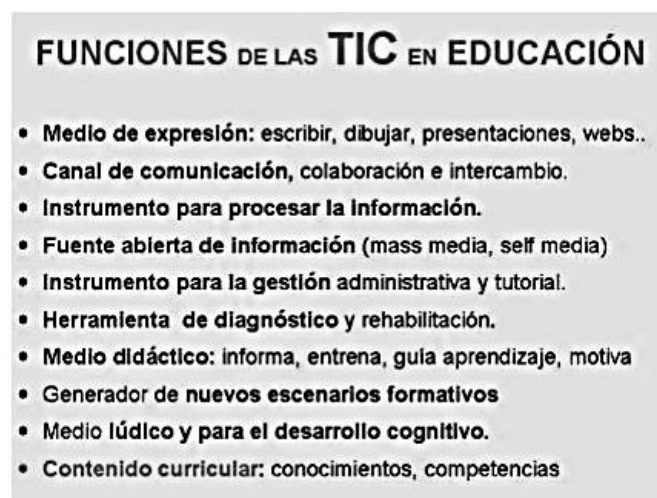 FUNCIONES DE LAS TIC EN EDUCACIÓN
• Medio de expresión: escribir, dibujar, presentaciones, webs..
• Canal de comunicación, colaboración e intercambio.
• Instrumento para procesar la información.
• Fuente abierta de información (mass media, self media)
• Instrumento para la gestión administrativa y tutorial.
• Herramienta de diagnóstico y rehabilitación.
• Medio didáctico: informa, entrena, guía aprendizaje, motiva
• Generador de nuevos escenarios formativos
• Medio lúdico y para el desarrollo cognitivo.
• Contenido curricular: conocimientos, competencias